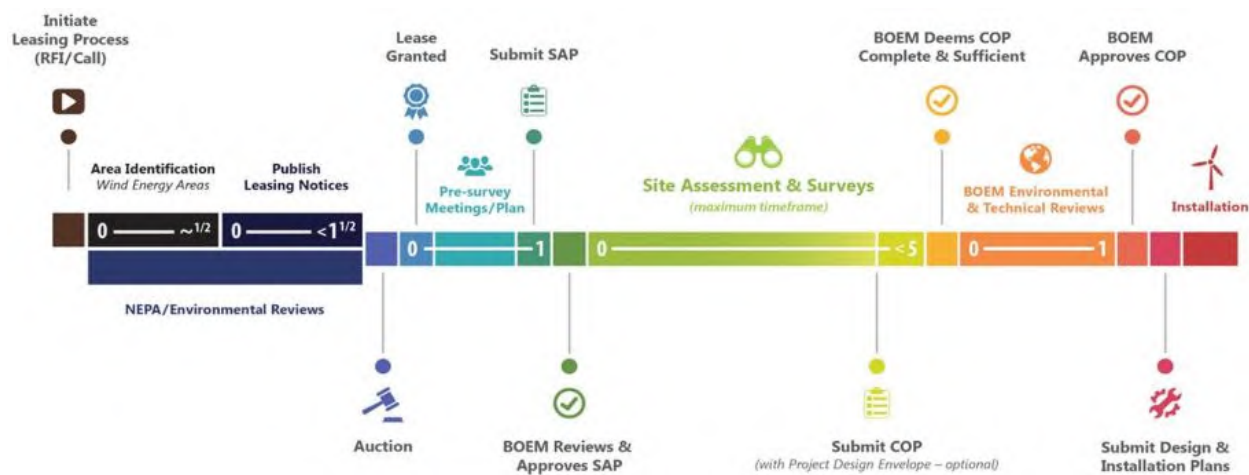 Initiate
Leasing Process
(RFI/Call)
Lease
Granted
Submit SAP
BOEM Deems COP
Complete & Sufficient
BOEM
Approves COP
Area Identification
Wind Energy Areas
Publish
Leasing Notices
Pre-survey
Meetings/Plan
Site Assessment & Surveys
(maximum timeframe)
BOEM Environmental
& Technical Reviews
Installation
0 ~1/2
0 <1 1/2
0 1
0 <5
0 1
NEPA/Environmental Reviews
Auction
BOEM Reviews &
Approves SAP
Submit COP
(with Project Design Envelope – optional)
Submit Design &
Installation Plans